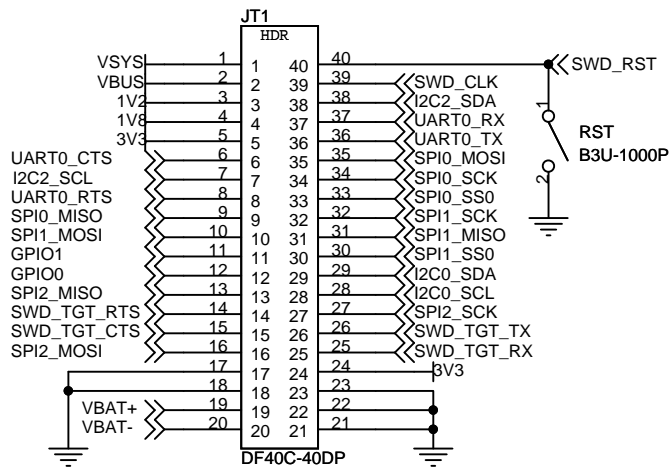 JT1
HDR
VSYS 1 1 40 40 SWD_RST
VBUS 2 2 39 39 SWD_CLK
1V2 3 3 38 38 I2C2_SDA
1V8 4 4 37 37 UART0_RX
3V3 5 5 36 36 UART0_TX
UART0_CTS 6 6 35 35 SPI0_MOSI
I2C2_SCL 7 7 34 34 SPI0_SCK
UART0_RTS 8 8 33 33 SPI0_SS0
SPI0_MISO 9 9 32 32 SPI1_SCK
SPI1_MOSI 10 10 31 31 SPI1_MISO
GPIO1 11 11 30 30 SPI1_SS0
GPIO0 12 12 29 29 I2C0_SDA
SPI2_MISO 13 13 28 28 I2C0_SCL
SWD_TGT_RTS 14 14 27 27 SPI2_SCK
SWD_TGT_CTS 15 15 26 26 SWD_TGT_TX
SPI2_MOSI 16 16 25 25 SWD_TGT_RX
17 17 24 24 3V3
18 18 23 23
VBAT+ 19 19 22 22
VBAT- 20 20 21 21
DF40C-40DP
1
RST
B3U-1000P
2